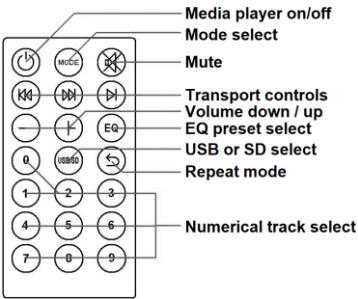 Media player on/off
MODE Mode select
Mute
Transport controls
Volume down / up
EQ EQ preset select
0 USB/SD USB or SD select
Repeat mode
1 2 3
4 5 6 Numerical track select
7 8 9